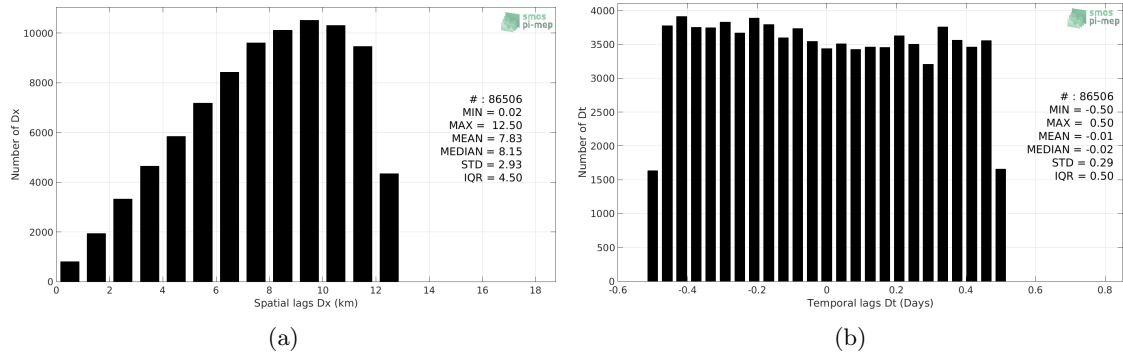 smos
pi-mep
Number of Dx
10000
8000
6000
4000
2000
0
# : 86506
MIN = 0.02
MAX = 12.50
MEAN = 7.83
MEDIAN = 8.15
STD = 2.93
IQR = 4.50
0 2 4 6 8 10 12 14 16 18
Spatial lags Dx (km)
(a)
smos
pi-mep
Number of Dt
4000
3500
3000
2500
2000
1500
1000
500
0
# : 86506
MIN = -0.50
MAX = 0.50
MEAN = -0.01
MEDIAN = -0.02
STD = 0.29
IQR = 0.50
-0.6 -0.4 -0.2 0 0.2 0.4 0.6 0.8
Temporal lags Dt (Days)
(b)